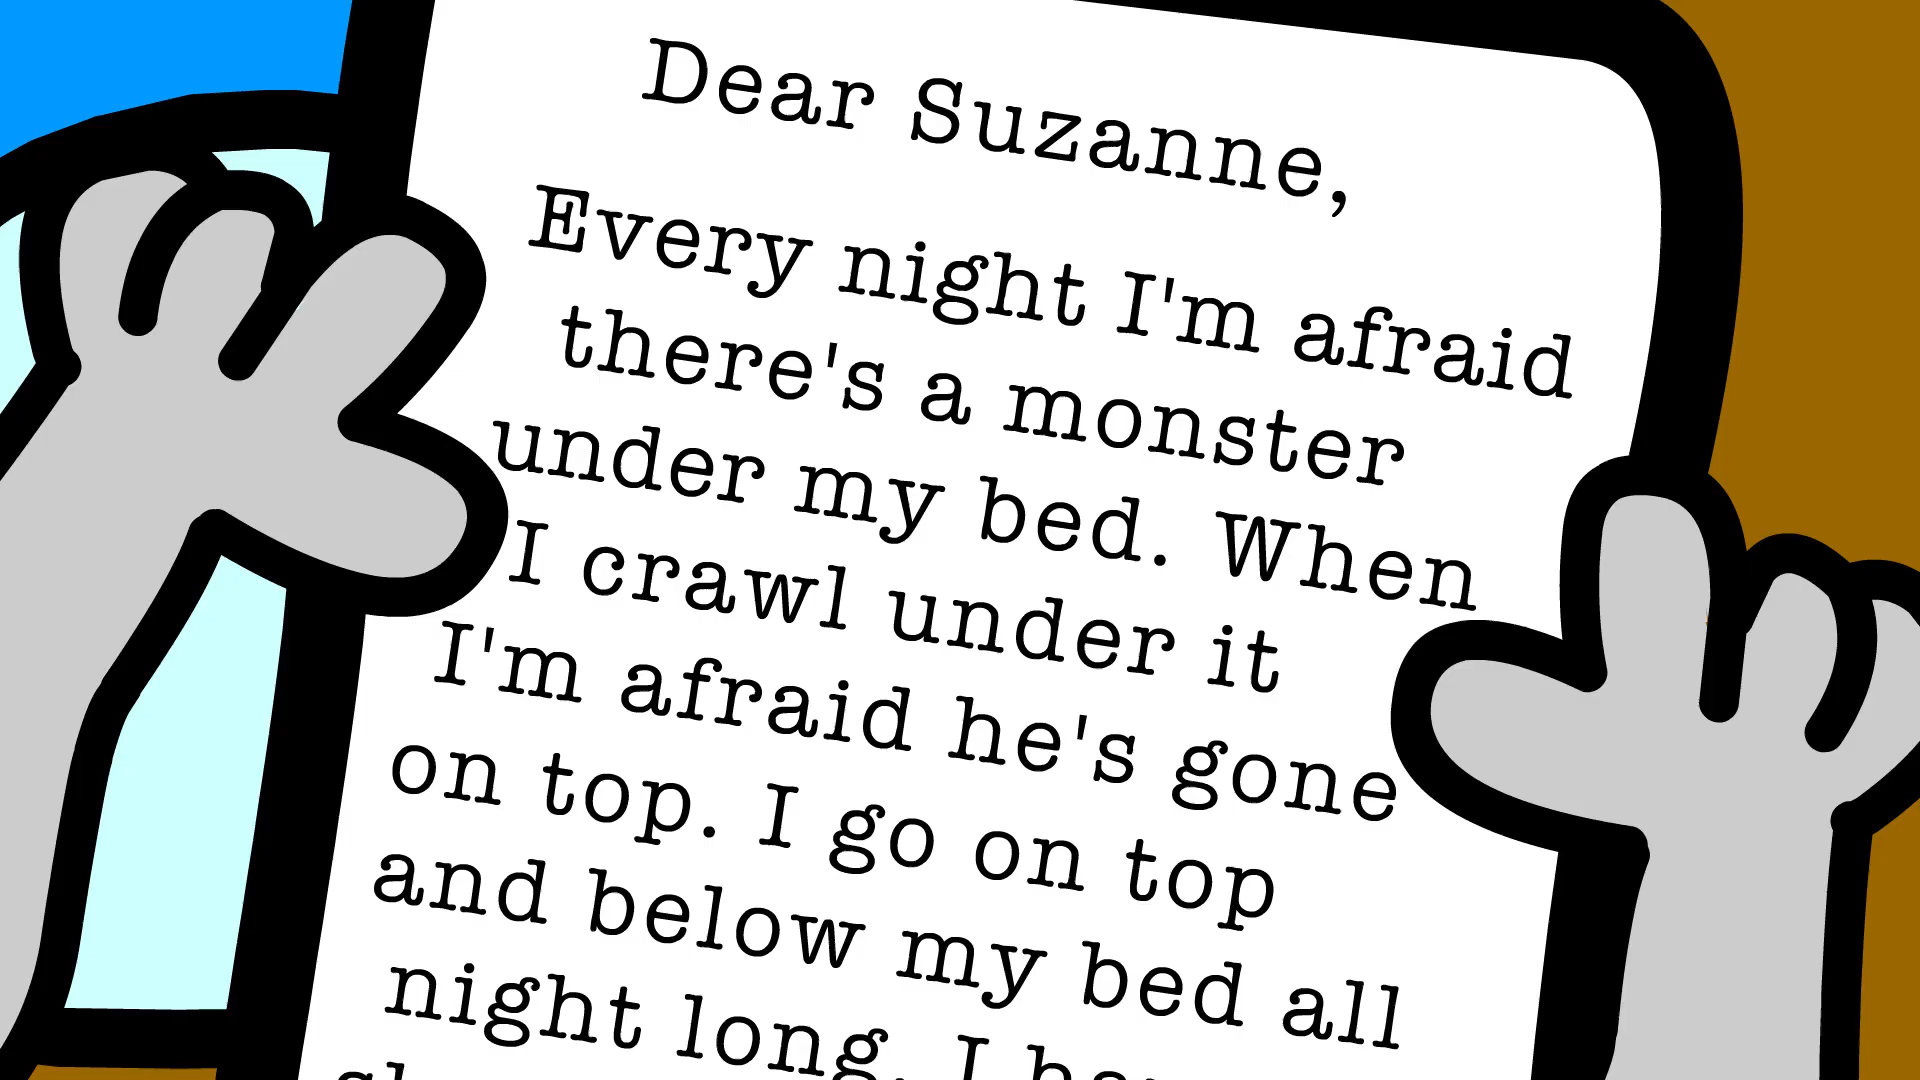 Dear Suzanne,
Every night I'm afraid
there's a monster
under my bed. When
I crawl under it
I'm afraid he's gone
on top. I go on top
and below my bed all
night long. I